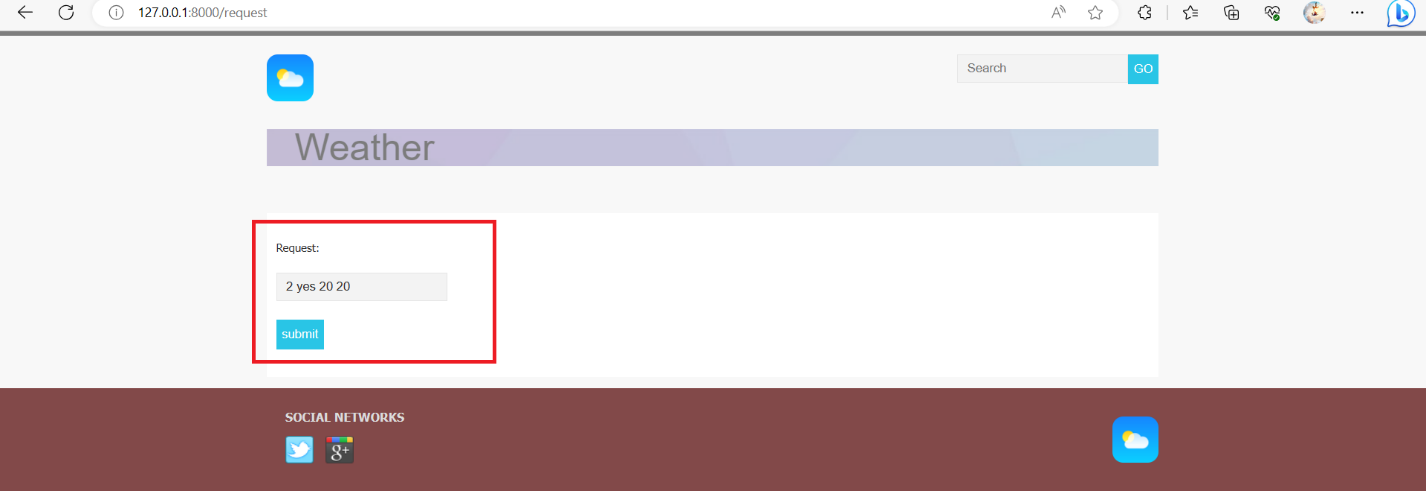 127.0.0.1:8000/request
Search GO
Weather
Request:
2 yes 20 20
submit
SOCIAL NETWORKS
g+